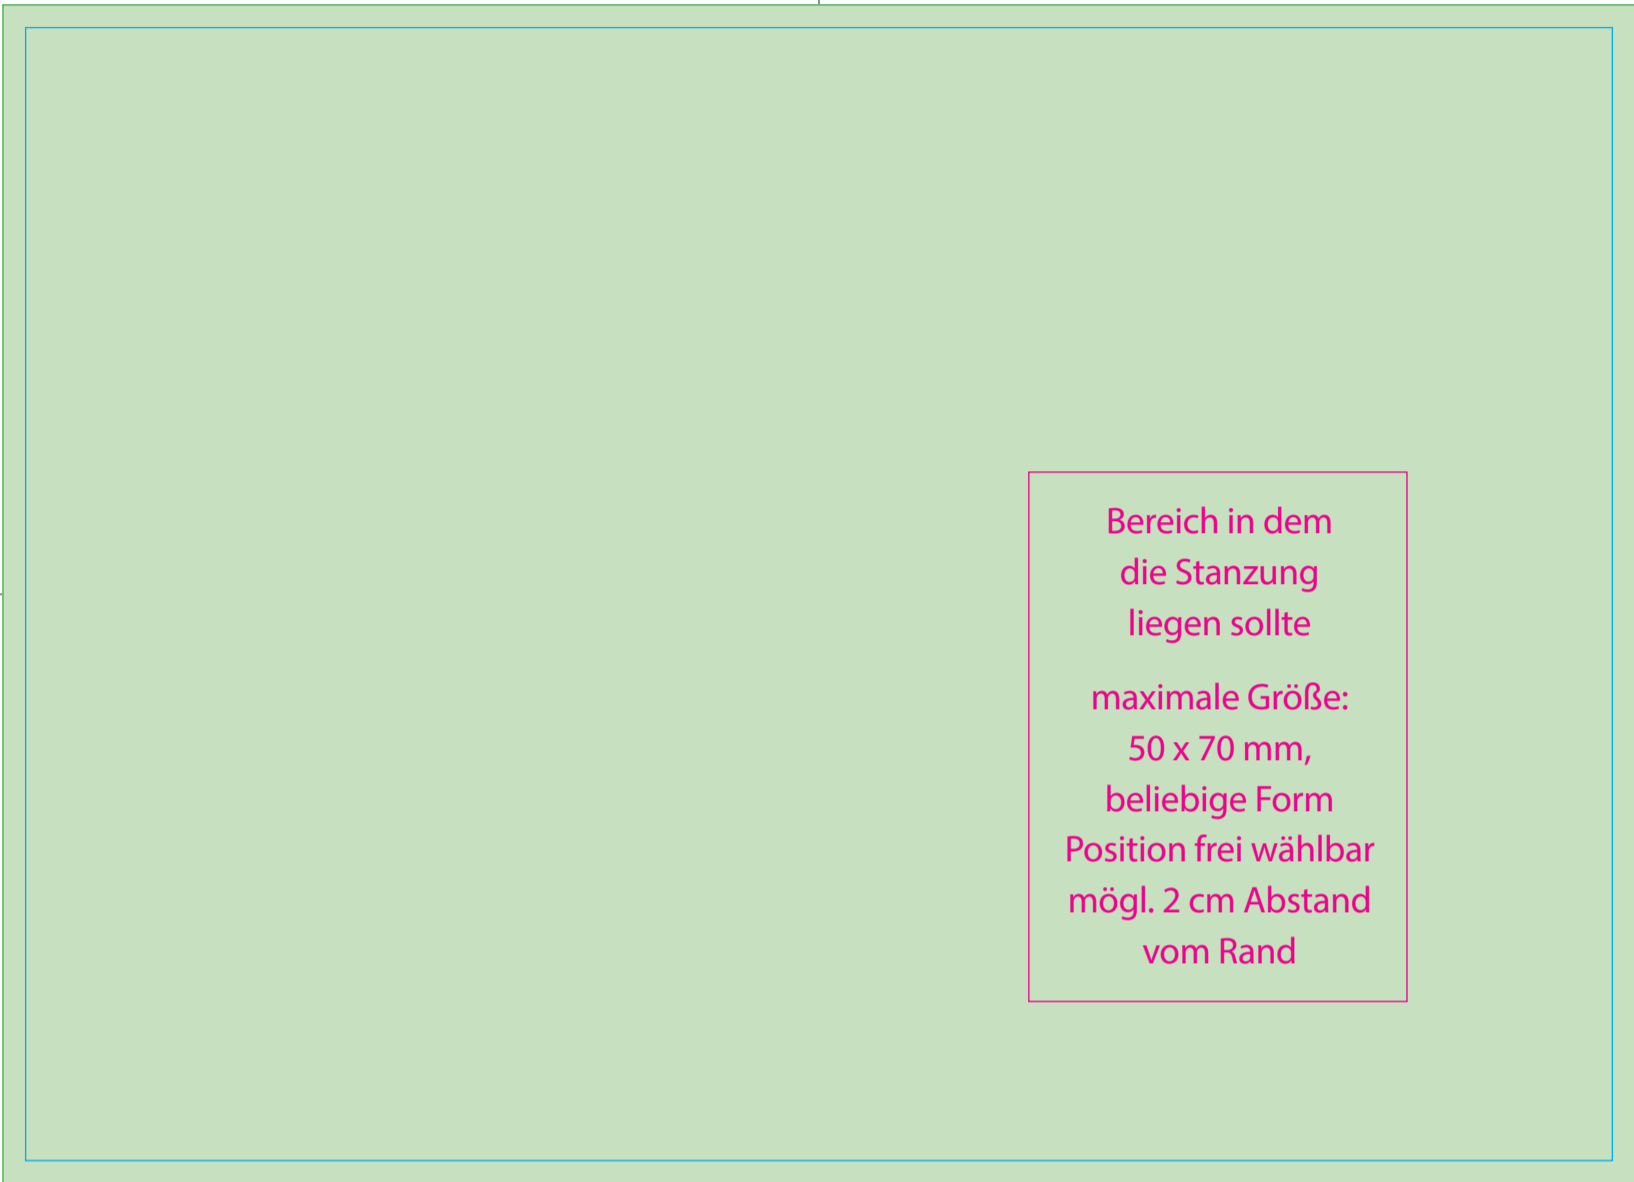 Bereich in dem
die Stanzung
liegen sollte
maximale Größe:
50 x 70 mm,
beliebige Form
Position frei wählbar
mögl. 2 cm Abstand
vom Rand